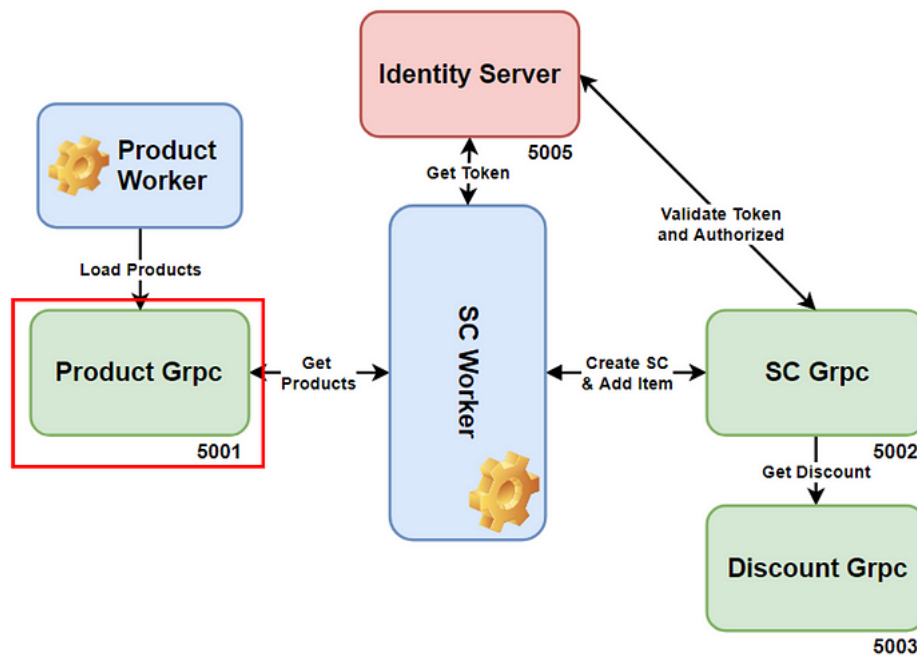 Identity Server
5005
Product
Worker
Get Token
Validate Token
and Authorized
Load Products
Product Grpc
5001
Get
Products
SC Worker
Create SC
& Add Item
SC Grpc
5002
Get Discount
Discount Grpc
5003